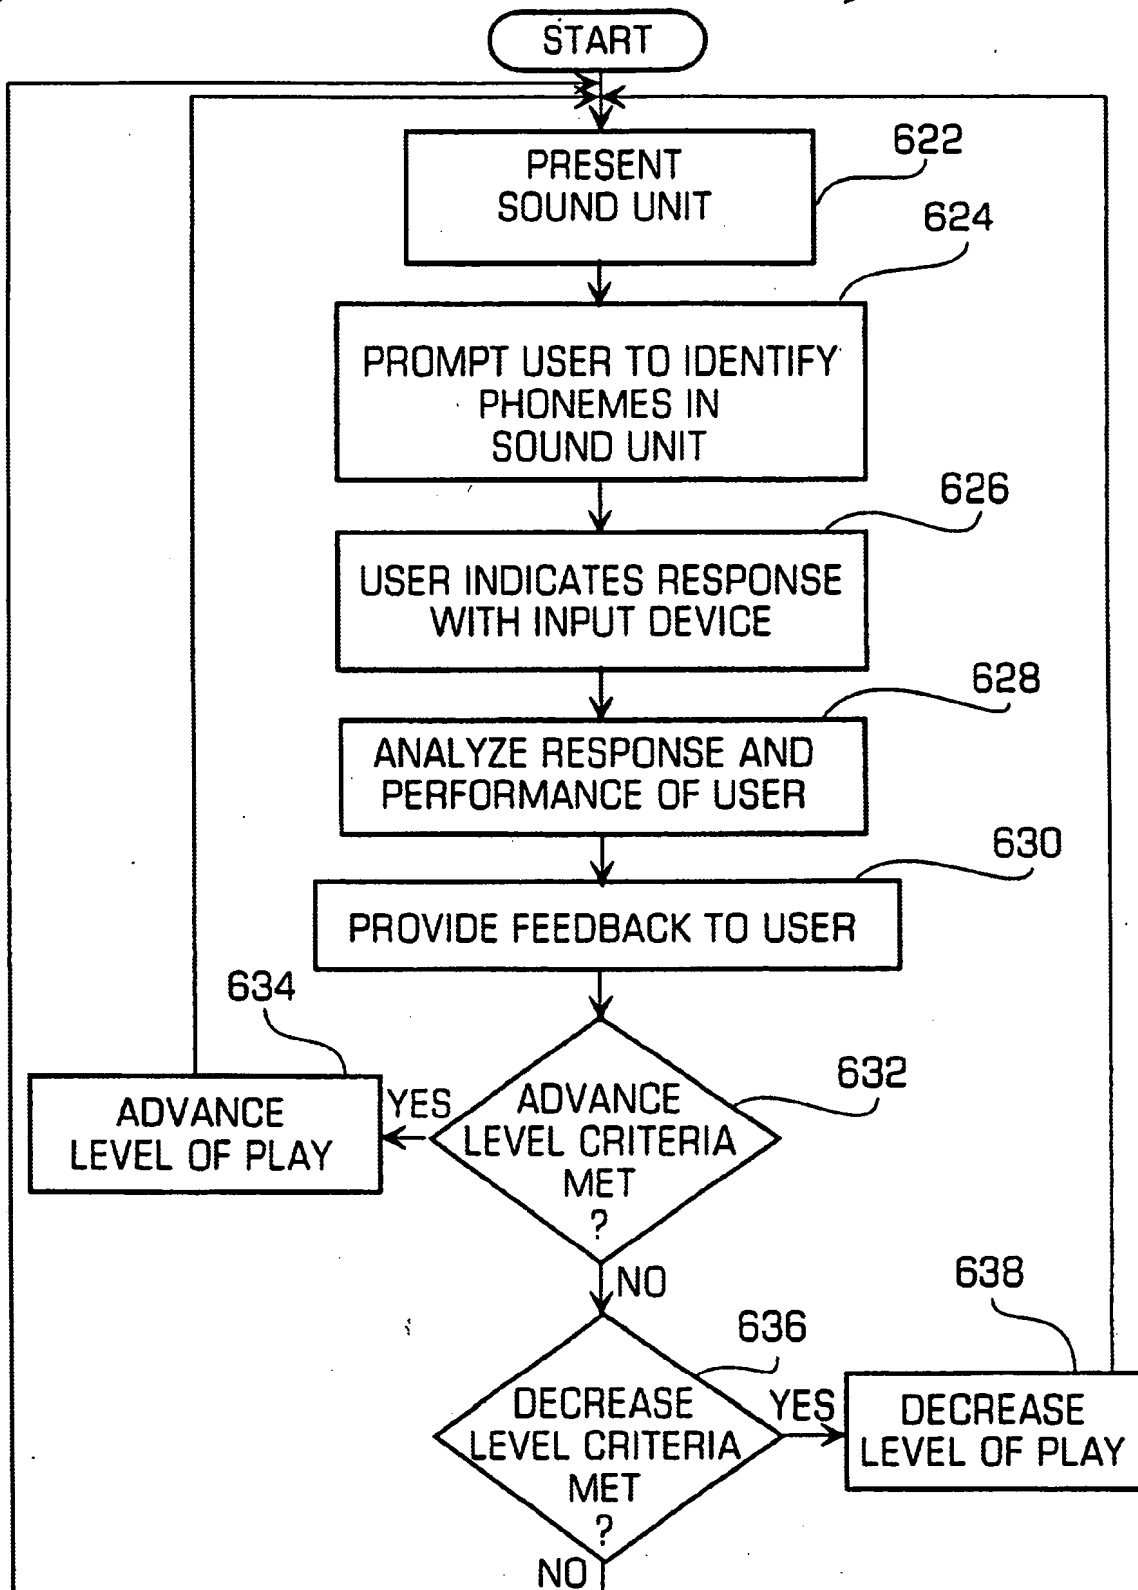 START
622
PRESENT
SOUND UNIT
624
PROMPT USER TO IDENTIFY
PHONEMES IN
SOUND UNIT
626
USER INDICATES RESPONSE
WITH INPUT DEVICE
628
ANALYZE RESPONSE AND
PERFORMANCE OF USER
630
PROVIDE FEEDBACK TO USER
634
632
ADVANCE
LEVEL OF PLAY
YES
ADVANCE
LEVEL CRITERIA
MET
?
NO
638
636
DECREASE
LEVEL CRITERIA
MET
?
YES
DECREASE
LEVEL OF PLAY
NO